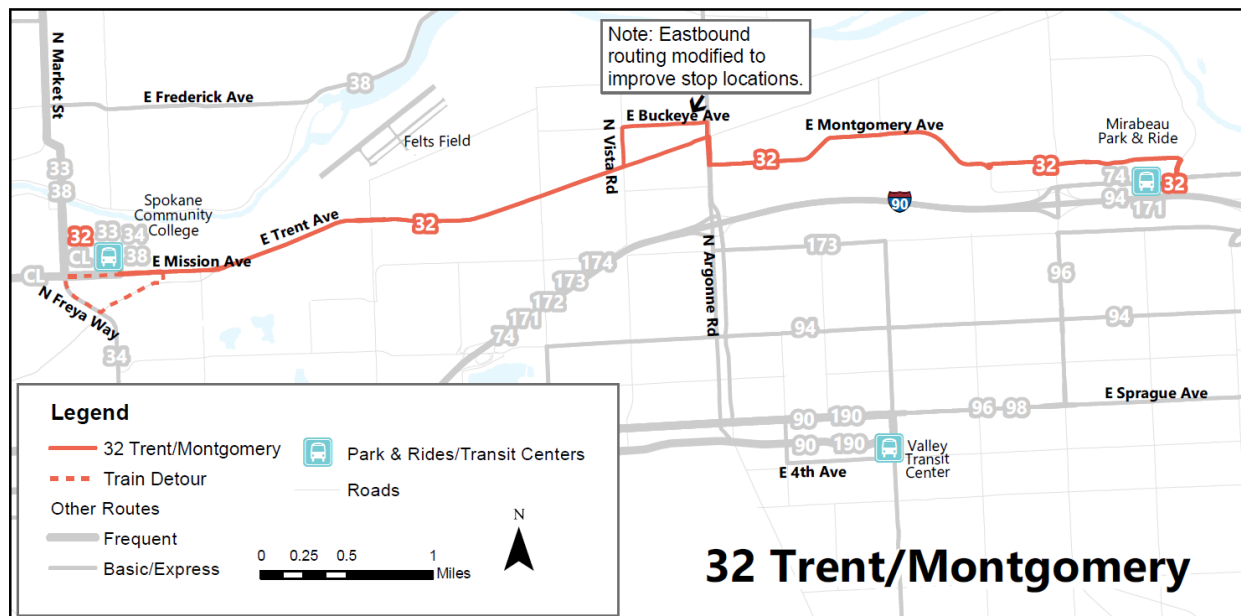 N Market St
E Frederick Ave
38
Note: Eastbound
routing modified to
improve stop locations.
E Buckeye Ave
E Montgomery Ave
Mirabeau
Park & Ride
Felts Field
N Vista Rd
33
38
32
32
74
32
94
171
Spokane
Community
College
32
33
34
CL
38
E Trent Ave
32
90
CL
E Mission Ave
N Freya Way
N Argonne Rd
173
174
173
172
171
74
96
94
94
34
E Sprague Ave
90
190
96
98
90
190
E 4th Ave
Valley
Transit
Center
Legend
32 Trent/Montgomery
Park & Rides/Transit Centers
Train Detour
Roads
Other Routes
Frequent
Basic/Express
N
0 0.25 0.5 1
Miles
32 Trent/Montgomery